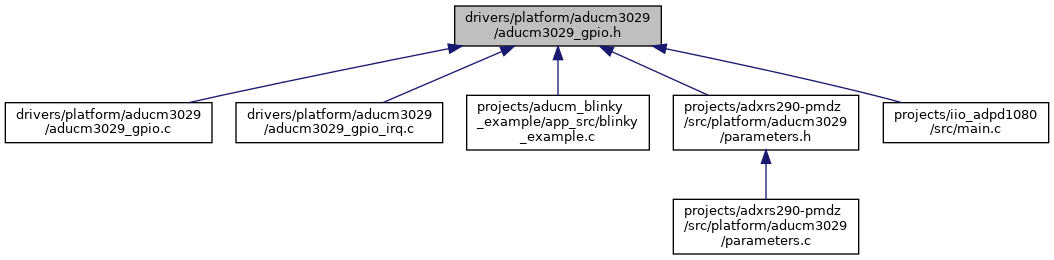 drivers/platform/aducm3029
/aducm3029_gpio.h
drivers/platform/aducm3029
/aducm3029_gpio.c
drivers/platform/aducm3029
/aducm3029_gpio_irq.c
projects/aducm_blinky
_example/app_src/blinky
_example.c
projects/adxrs290-pmdz
/src/platform/aducm3029
/parameters.h
projects/iio_adpd1080
/src/main.c
projects/adxrs290-pmdz
/src/platform/aducm3029
/parameters.c